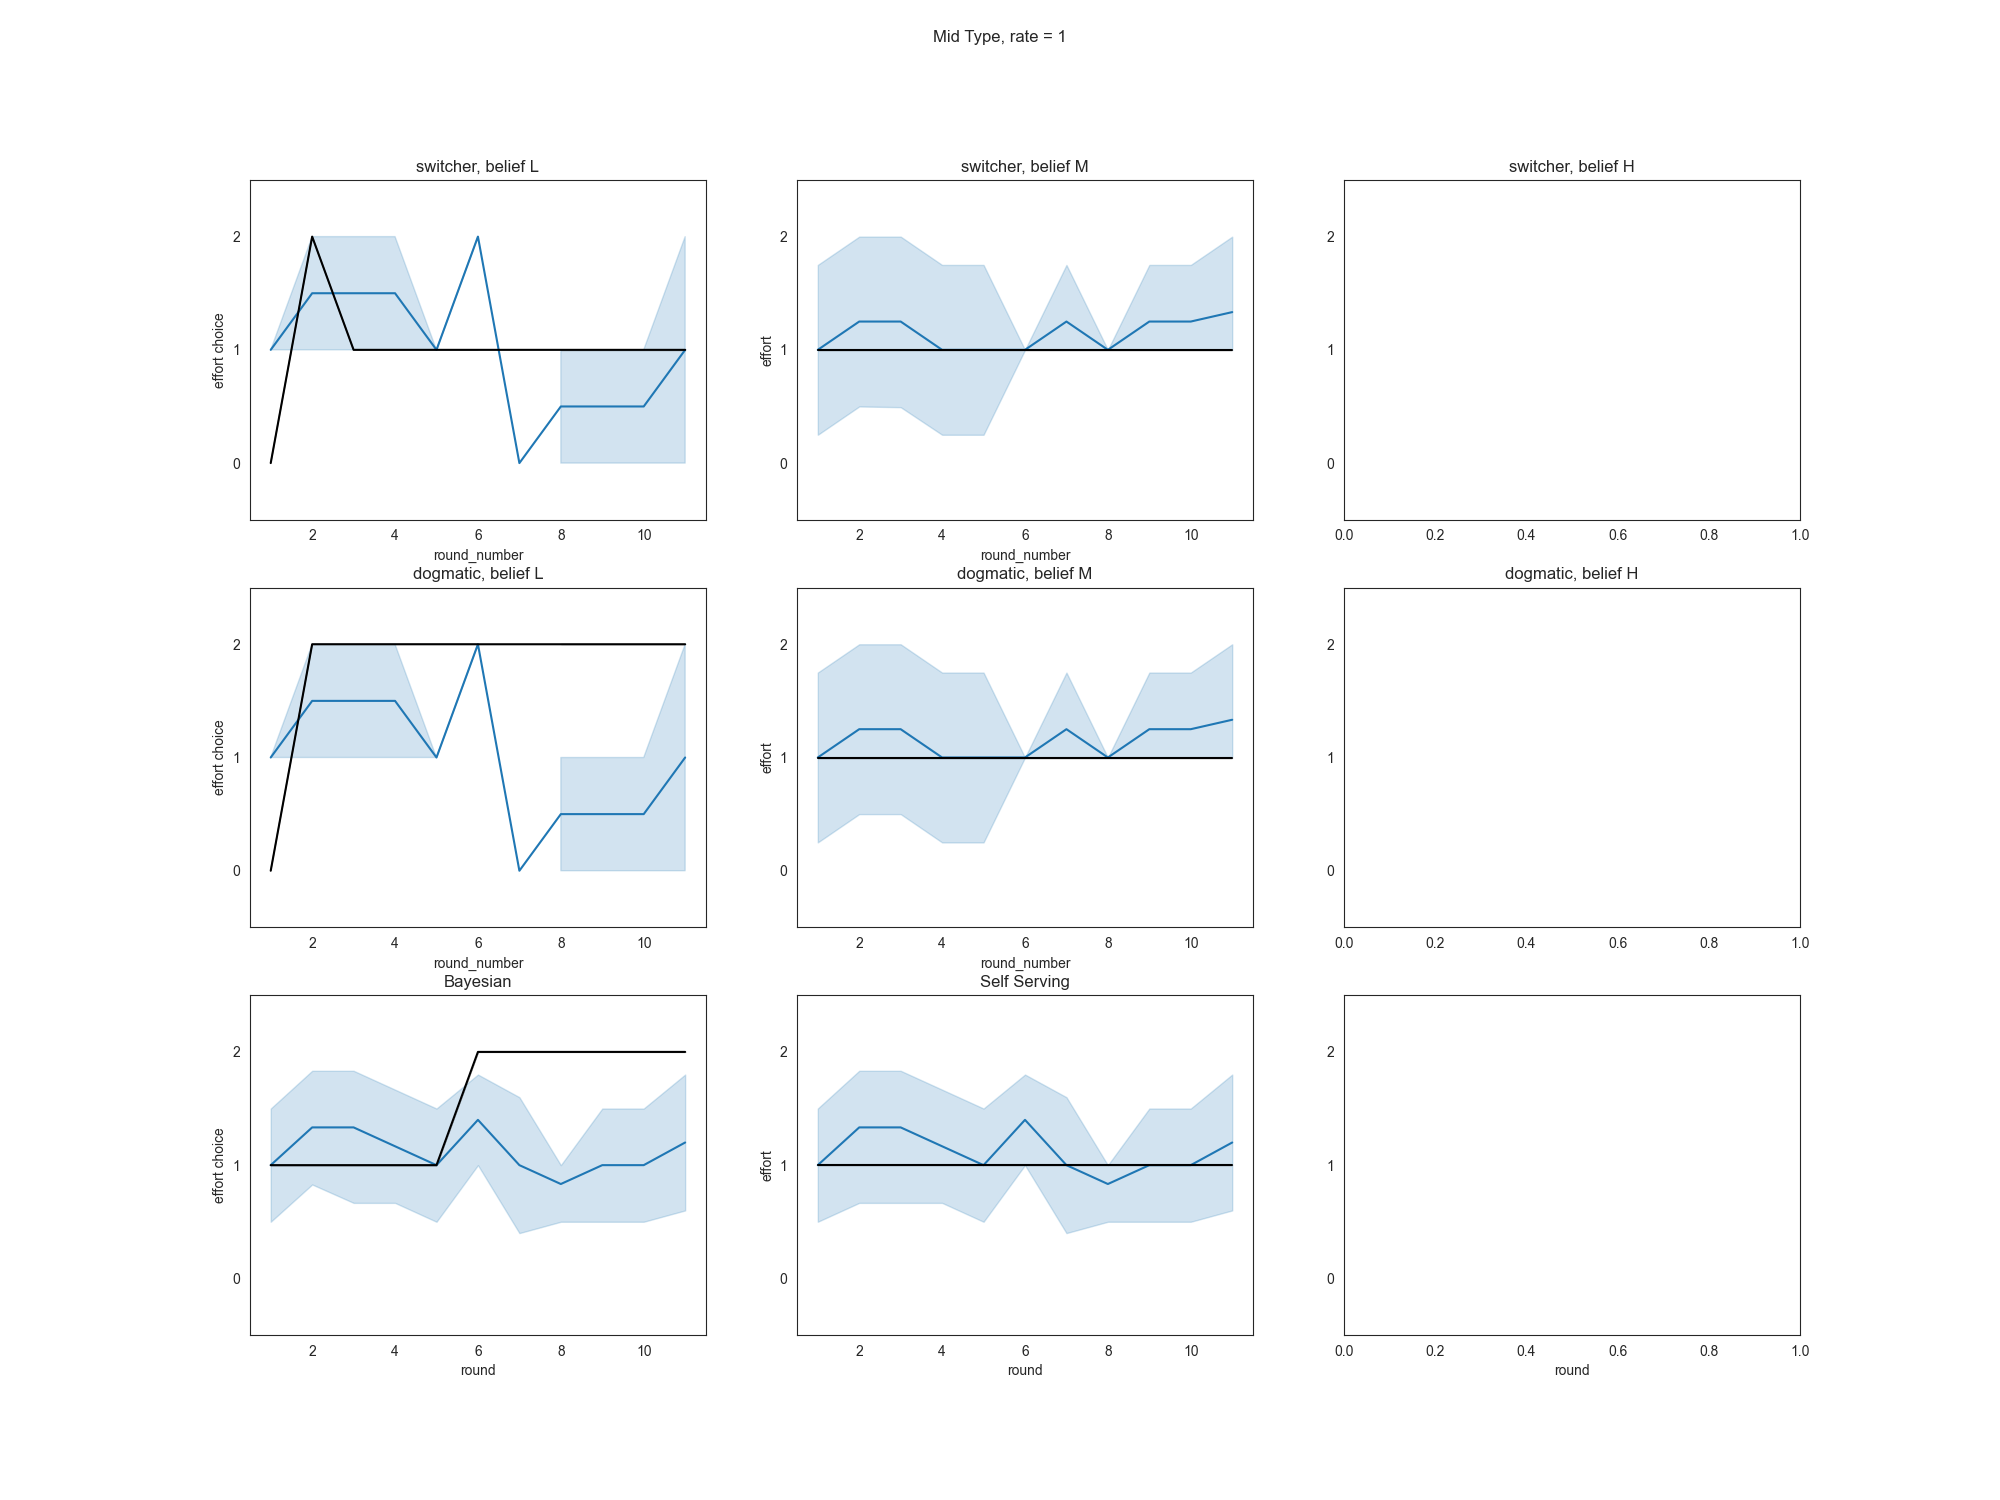 Mid Type, rate = 1
switcher, belief L
switcher, belief M
switcher, belief H
2
1
0
effort choice
2 4 6 8 10
round_number
2
1
0
effort
2 4 6 8 10
round_number
2
1
0
0.0 0.2 0.4 0.6 0.8 1.0
dogmatic, belief L
dogmatic, belief M
dogmatic, belief H
2
1
0
effort choice
2 4 6 8 10
round_number
2
1
0
effort
2 4 6 8 10
round_number
2
1
0
0.0 0.2 0.4 0.6 0.8 1.0
Bayesian
Self Serving
2
1
0
effort choice
2 4 6 8 10
round
2
1
0
effort
2 4 6 8 10
round
2
1
0
0.0 0.2 0.4 0.6 0.8 1.0
round